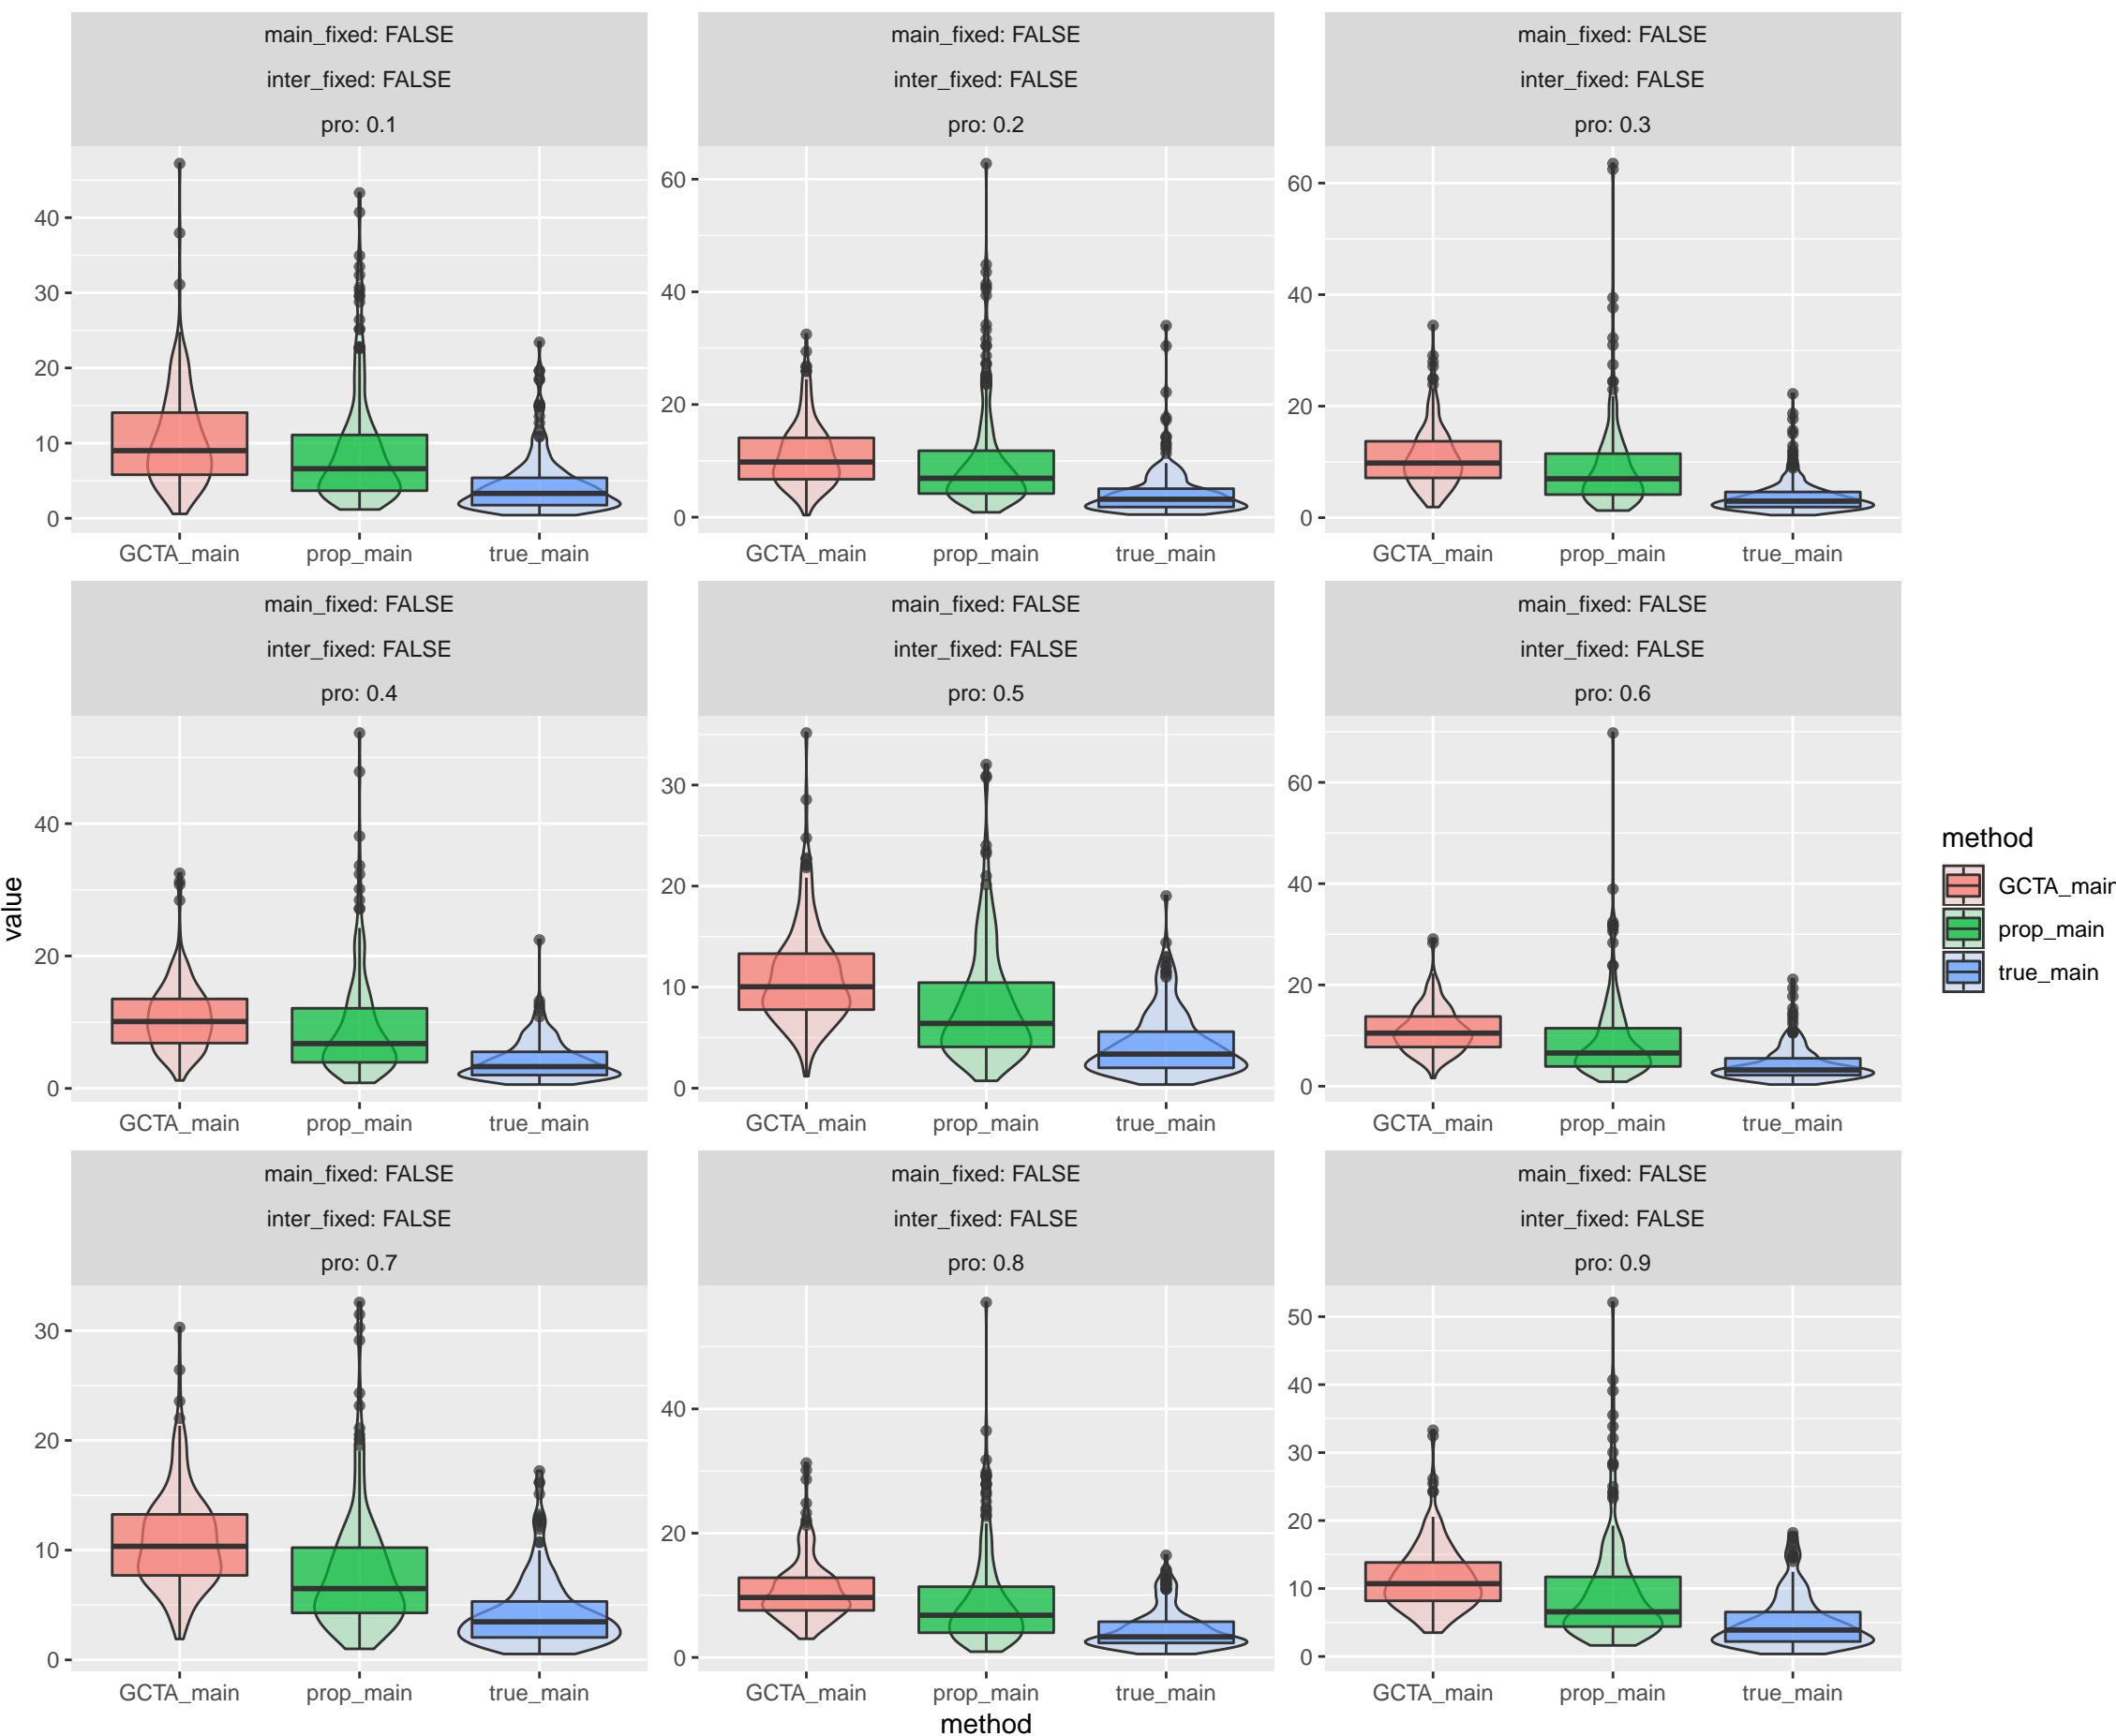 main_fixed: FALSE
inter_fixed: FALSE
pro: 0.1
main_fixed: FALSE
inter_fixed: FALSE
pro: 0.2
main_fixed: FALSE
inter_fixed: FALSE
pro: 0.3
40
30
20
10
0
GCTA_main prop_main true_main
60
40
20
0
GCTA_main prop_main true_main
60
40
20
0
GCTA_main prop_main true_main
main_fixed: FALSE
inter_fixed: FALSE
pro: 0.4
main_fixed: FALSE
inter_fixed: FALSE
pro: 0.5
main_fixed: FALSE
inter_fixed: FALSE
pro: 0.6
value
40
20
0
GCTA_main prop_main true_main
30
20
10
0
GCTA_main prop_main true_main
60
40
20
0
GCTA_main prop_main true_main
method
GCTA_main
prop_main
true_main
main_fixed: FALSE
inter_fixed: FALSE
pro: 0.7
main_fixed: FALSE
inter_fixed: FALSE
pro: 0.8
main_fixed: FALSE
inter_fixed: FALSE
pro: 0.9
30
20
10
0
GCTA_main prop_main true_main
40
20
0
GCTA_main prop_main true_main
50
40
30
20
10
0
GCTA_main prop_main true_main
method